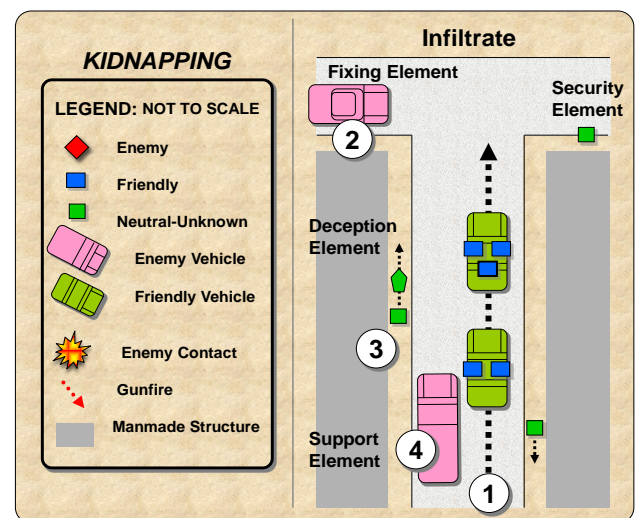 KIDNAPPING
LEGEND: NOT TO SCALE
Enemy
Friendly
Neutral-Unknown
Enemy Vehicle
Friendly Vehicle
Enemy Contact
Gunfire
Manmade Structure
Infiltrate
Fixing Element
Security
Element
2
Deception
Element
3
Support
Element
4
1